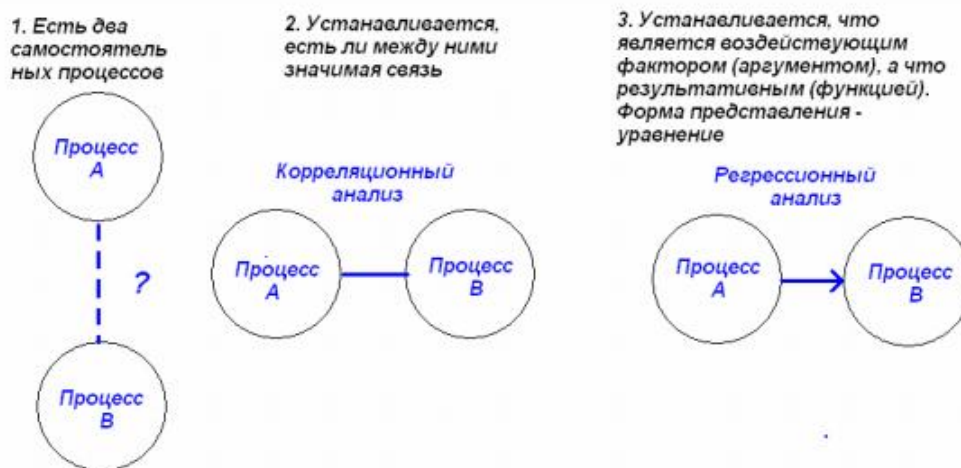 1. Есть два
самостоятель
ных процессов
Процесс
А
?
Процесс
В
2. Устанавливается,
есть ли между ними
значимая связь
Корреляционный
анализ
Процесс
А
Процесс
В
3. Устанавливается, что
является воздействующим
фактором (аргументом), а что
результативным (функцией).
Форма представления -
уравнение
Регрессионный
анализ
Процесс
А
Процесс
В